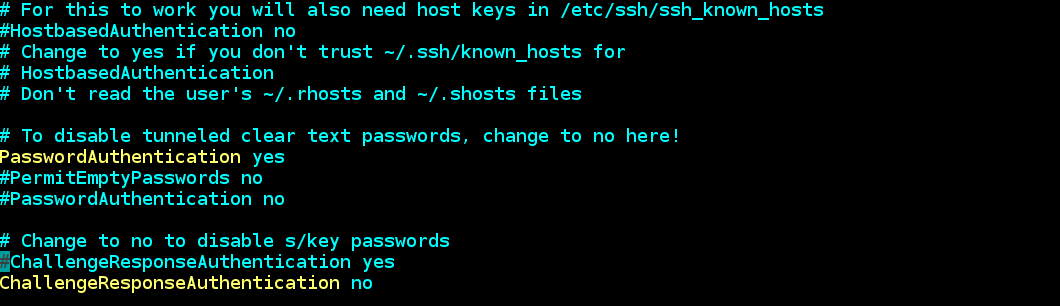 # For this to work you will also need host keys in /etc/ssh/ssh_known_hosts
#HostbasedAuthentication no
# Change to yes if you don't trust ~/.ssh/known_hosts for
# HostbasedAuthentication
# Don't read the user's ~/.rhosts and ~/.shosts files
# To disable tunneled clear text passwords, change to no here!
PasswordAuthentication yes
#PermitEmptyPasswords no
#PasswordAuthentication no
# Change to no to disable s/key passwords
#ChallengeResponseAuthentication yes
ChallengeResponseAuthentication no